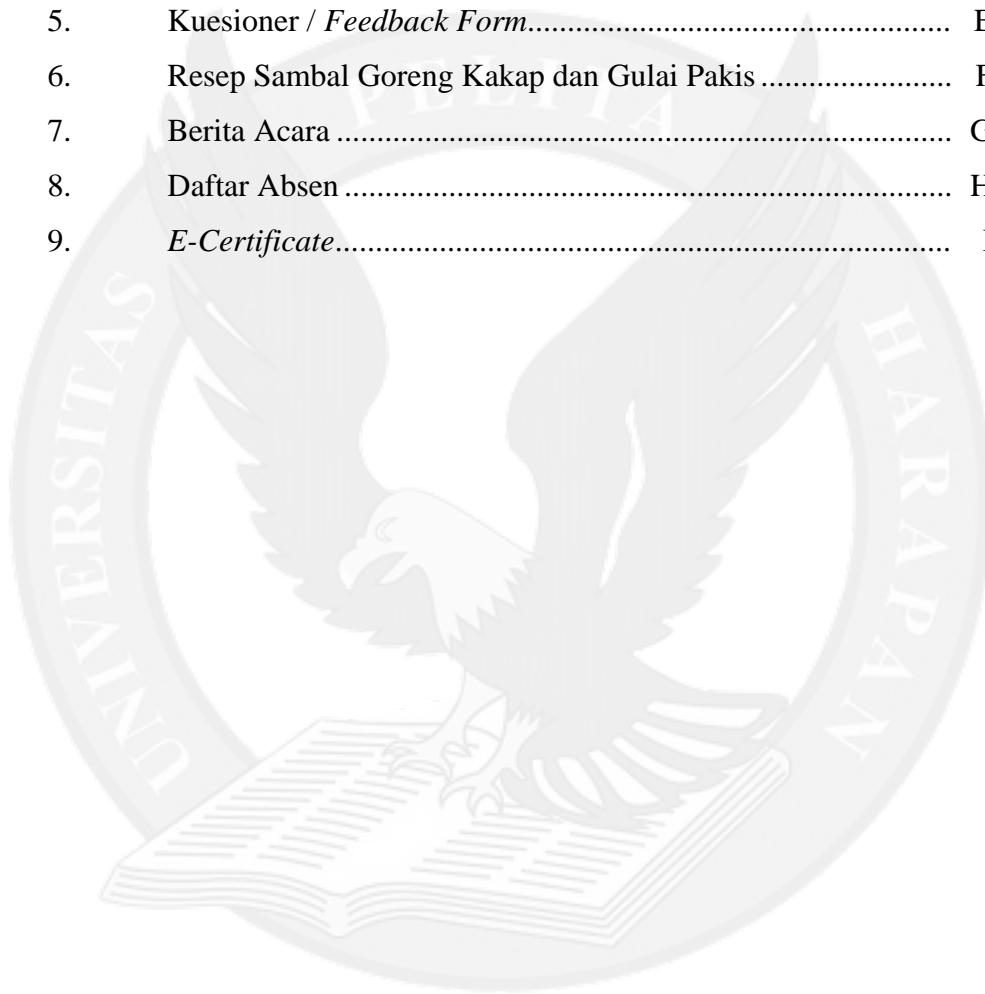 5. Kuesioner / Feedback Form.................................................................. E
6. Resep Sambal Goreng Kakap dan Gulai Pakis ........................ F
7. Berita Acara .................................................................................. G
8. Daftar Absen ................................................................................. H
9. E-Certificate.................................................................................. I
UNIVERSITAS PELITA HARAPAN